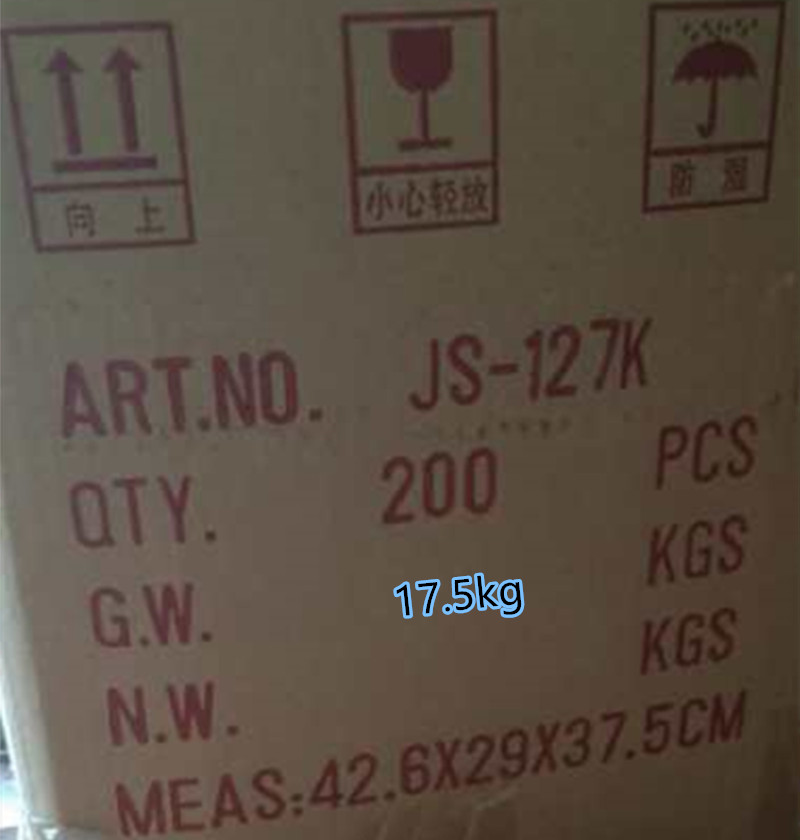 向 上
小心轻放
防 湿
ART.NO. JS-127K
QTY. 200 PCS
G.W. 17.5kg KGS
N.W. KGS
MEAS:42.6X29X37.5CM